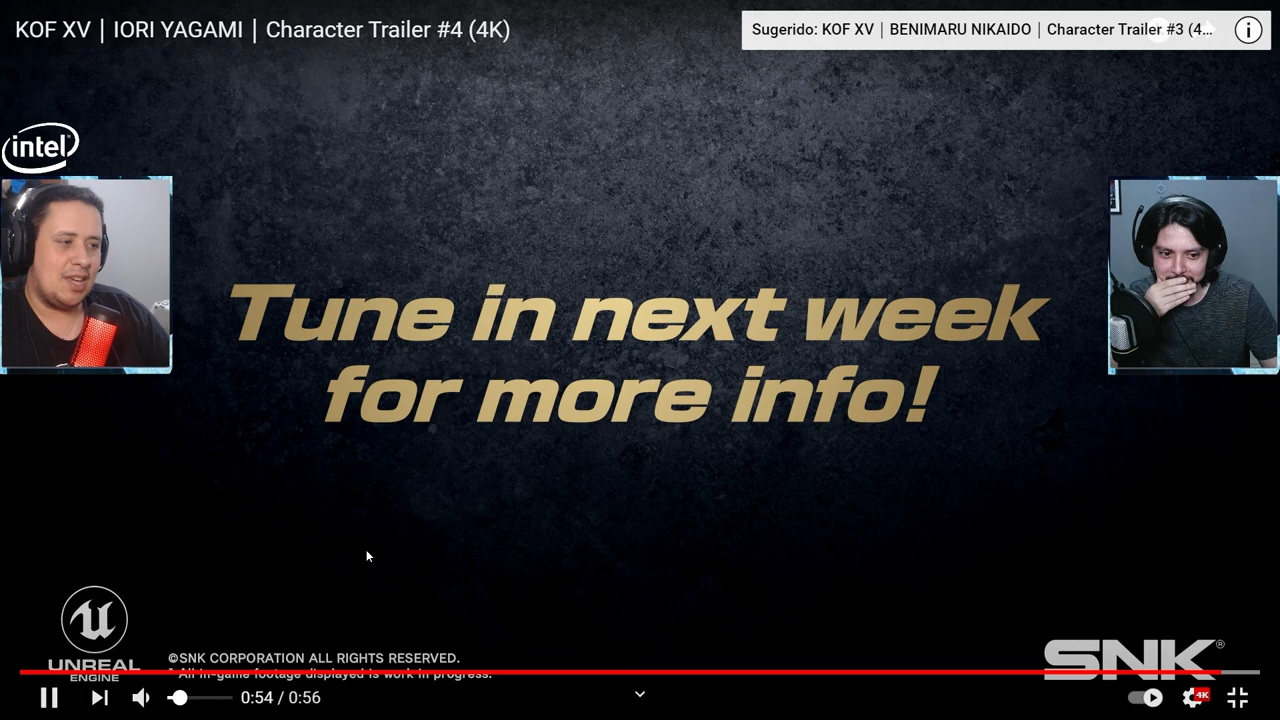 KOF XV | IORI YAGAMI | Character Trailer #4 (4K)
Sugerido: KOF XV | BENIMARU NIKAIDO | Character Trailer #3 (4...
intel
Tune in next week
for more info!
UNREAL
ENGINE
©SNK CORPORATION ALL RIGHTS RESERVED.
* All in-game footage displayed is work in progress.
SNK®
0:54 / 0:56
4K